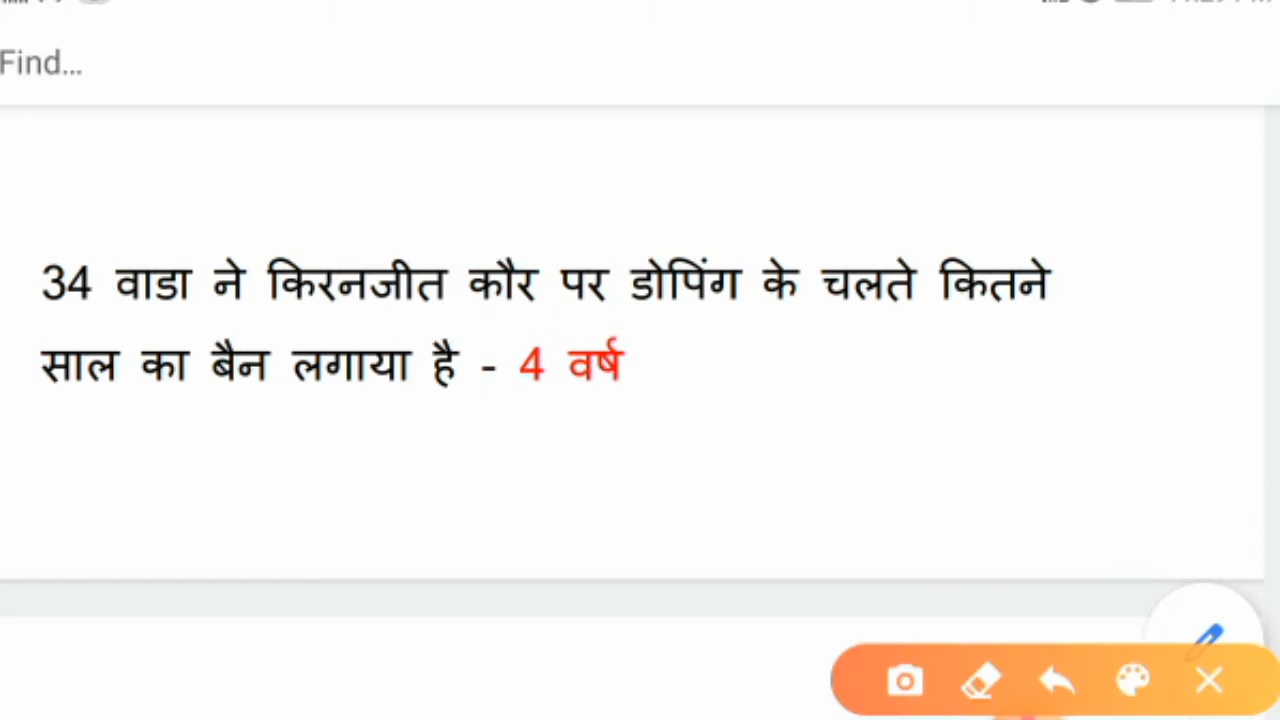 Find...
34 वाडा ने किरनजीत कौर पर डोपिंग के चलते कितने
साल का बैन लगाया है - 4 वर्ष